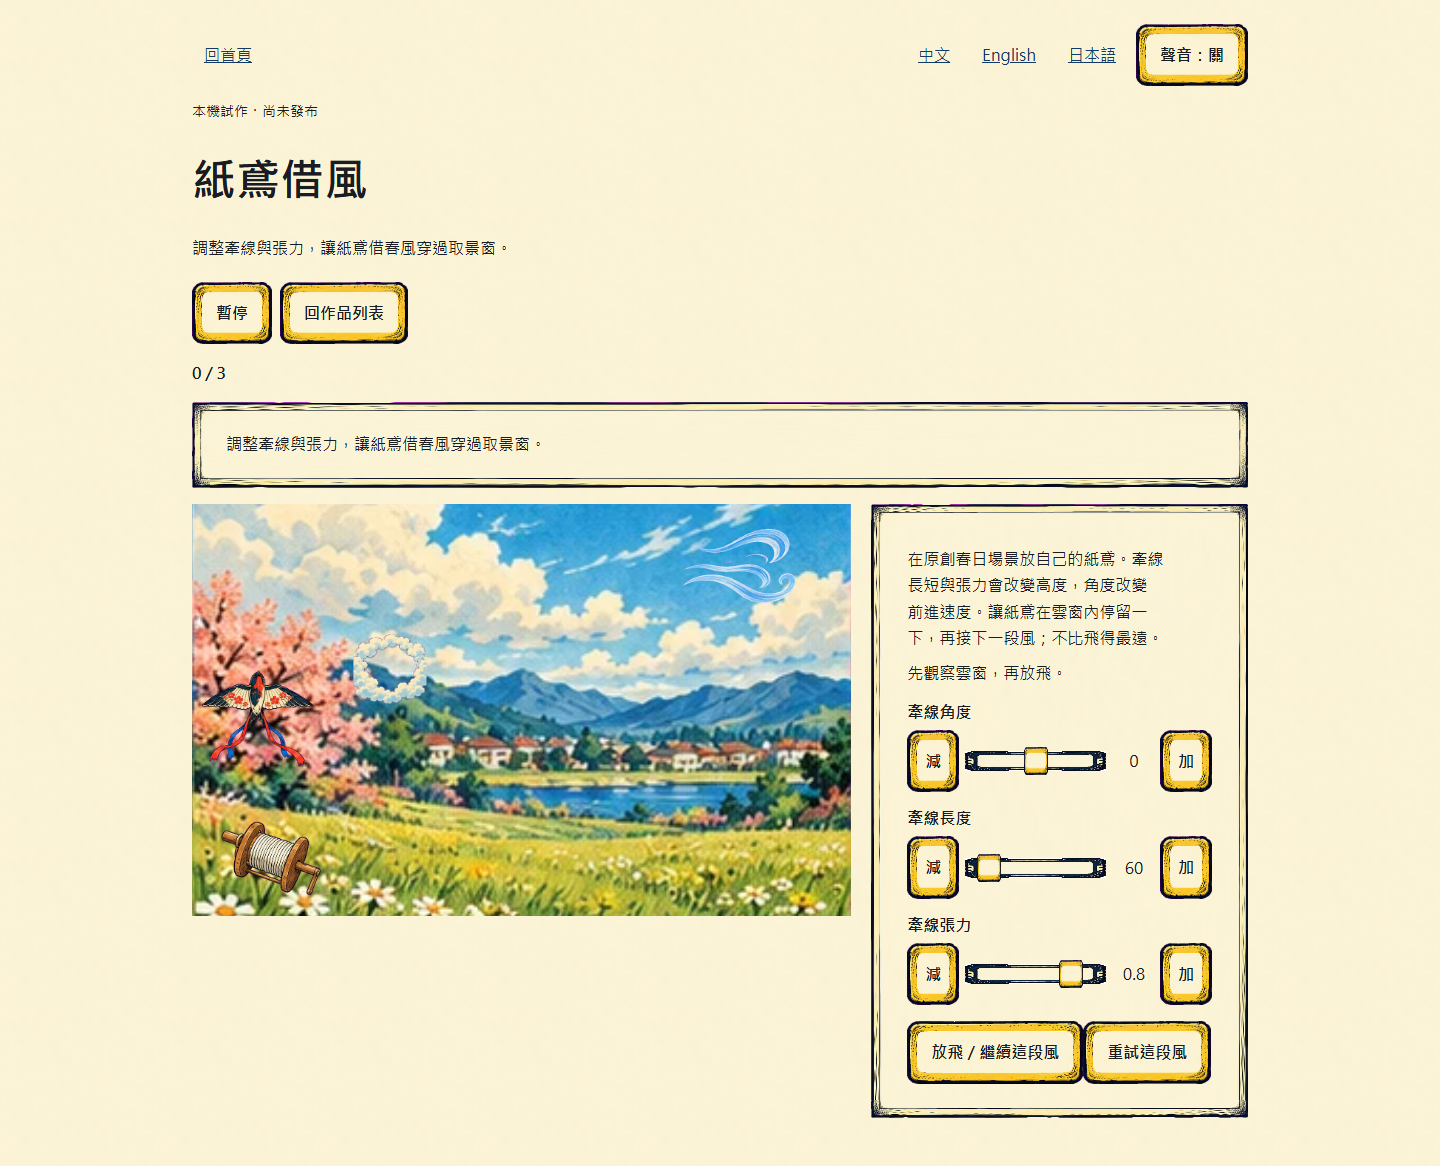 回首頁
中文 English 日本語 聲音：關
本機試作・尚未發布
紙鳶借風
調整牽線與張力，讓紙鳶借春風穿過取景窗。
暫停 回作品列表
0 / 3
調整牽線與張力，讓紙鳶借春風穿過取景窗。
在原創春日場景放自己的紙鳶。牽線
長短與張力會改變高度，角度改變
前進速度。讓紙鳶在雲窗內停留一
下，再接下一段風；不比飛得最遠。
先觀察雲窗，再放飛。
牽線角度
減 0 加
牽線長度
減 60 加
牽線張力
減 0.8 加
放飛 / 繼續這段風 重試這段風